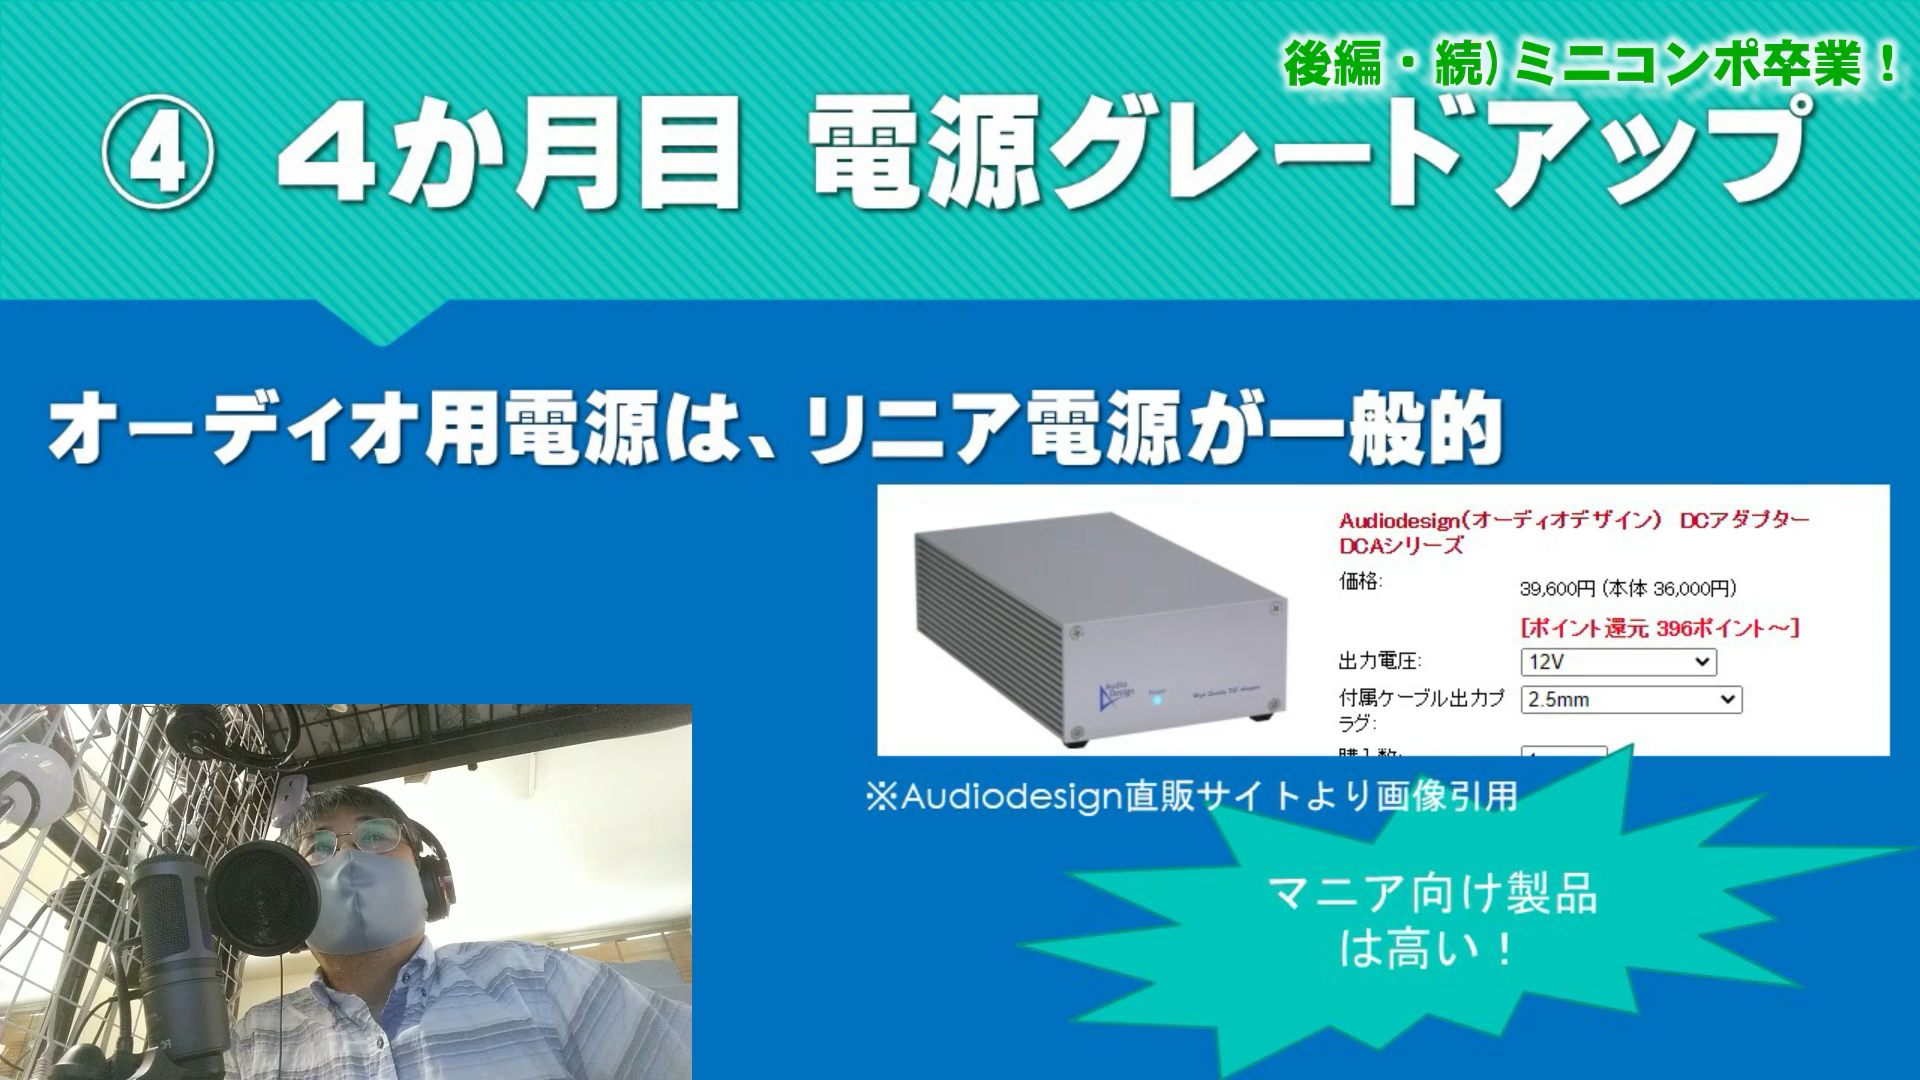 後編・続)ミニコンポ卒業！
④ ４か月目 電源グレードアップ
オーディオ用電源は、リニア電源が一般的
Audiodesign(オーディオデザイン) DCアダプター
DCAシリーズ
価格:
39,600円 (本体 36,000円)
[ポイント還元 396ポイント～]
出力電圧:
12V
付属ケーブル出力プ
ラグ:
2.5mm
Audio
Design
Power
※Audiodesign直販サイトより画像引用
マニア向け製品
は高い！